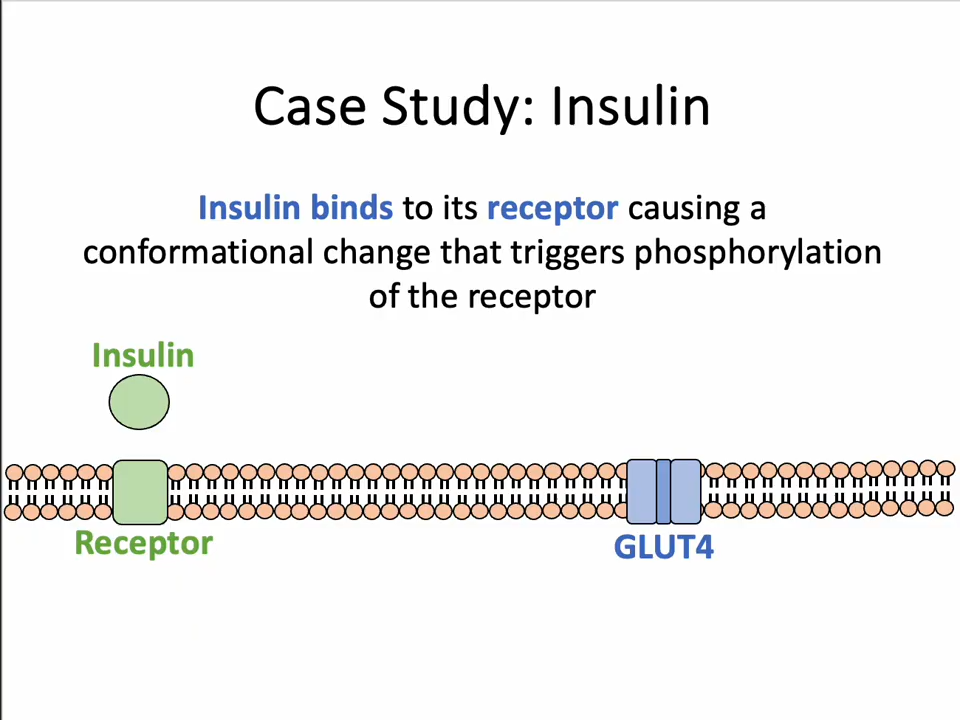 Case Study: Insulin
Insulin binds to its receptor causing a
conformational change that triggers phosphorylation
of the receptor
Insulin
Receptor
GLUT4